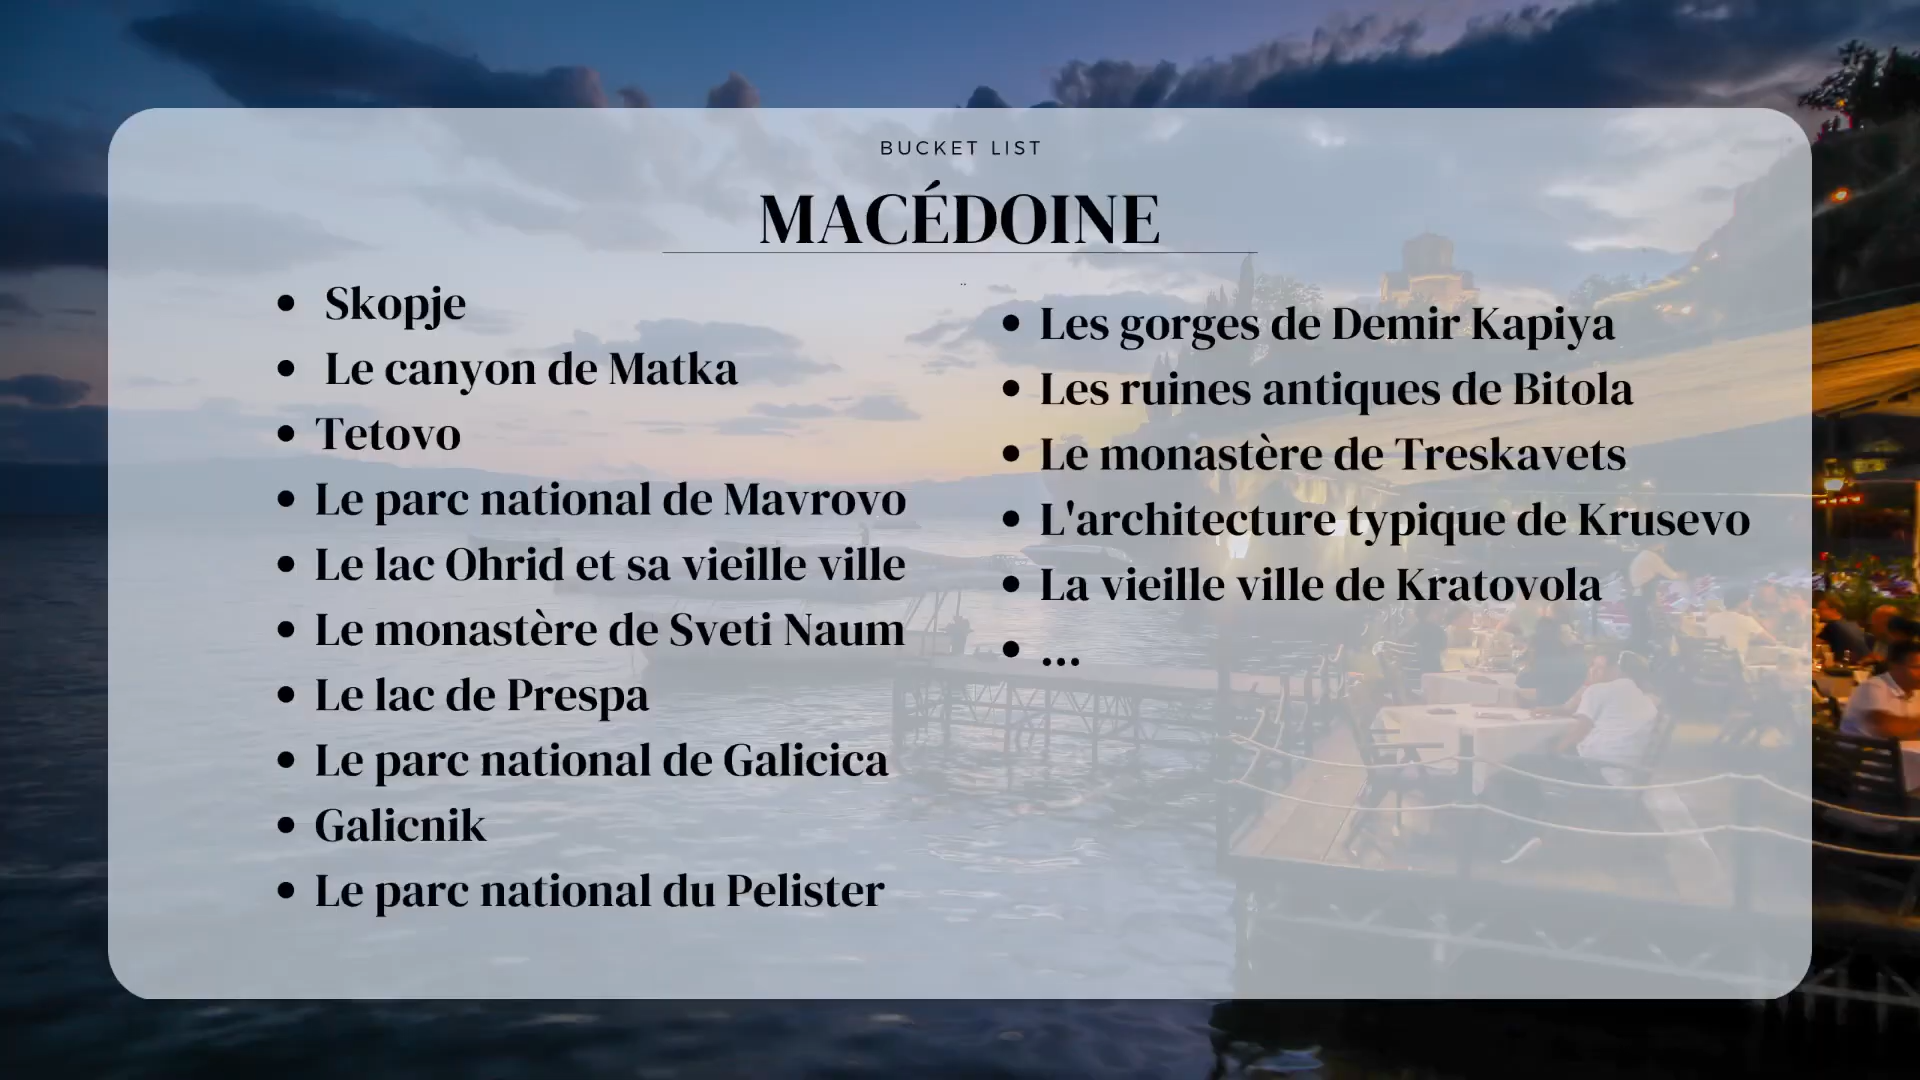 BUCKET LIST
MACÉDOINE
..
• Skopje
• Le canyon de Matka
• Tetovo
• Le parc national de Mavrovo
• Le lac Ohrid et sa vieille ville
• Le monastère de Sveti Naum
• Le lac de Prespa
• Le parc national de Galicica
• Galicnik
• Le parc national du Pelister
• Les gorges de Demir Kapiya
• Les ruines antiques de Bitola
• Le monastère de Treskavets
• L'architecture typique de Krusevo
• La vieille ville de Kratovola
• ...